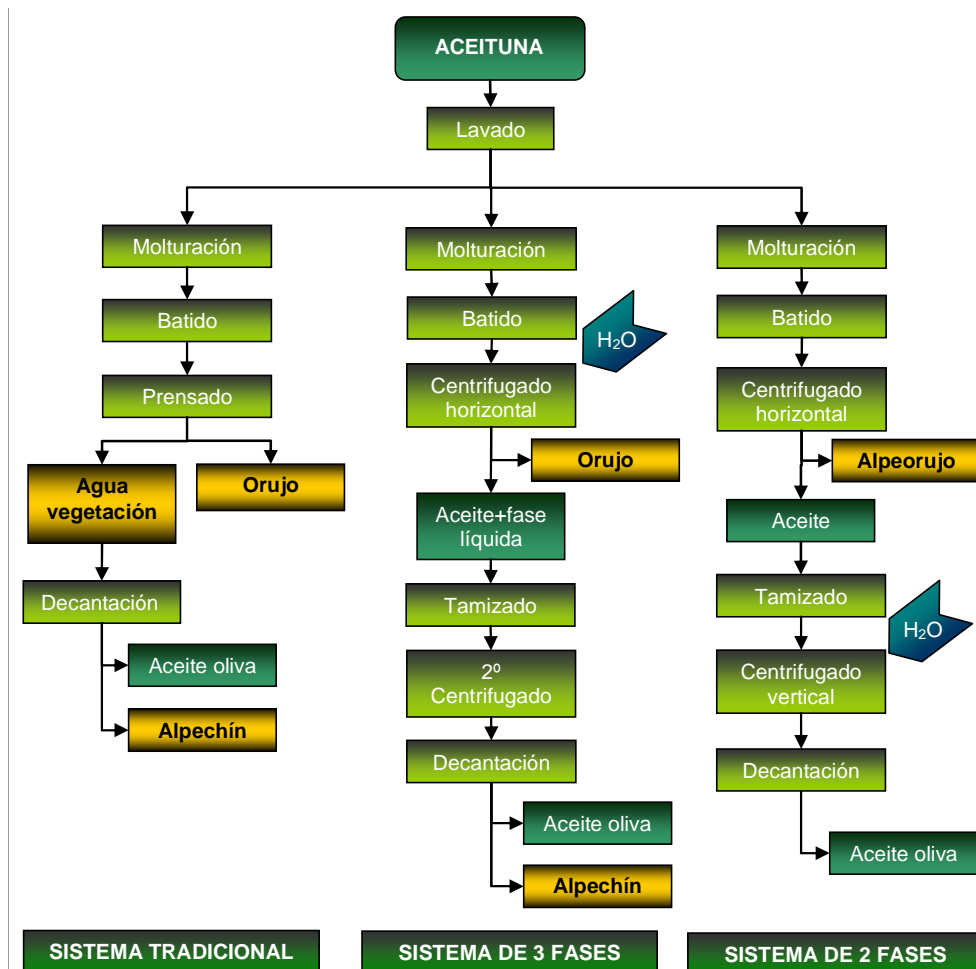 ACEITUNA
Lavado
Molturación
Batido
Prensado
Agua
vegetación
Orujo
Decantación
Aceite oliva
Alpechín
SISTEMA TRADICIONAL
Molturación
Batido
H₂O
Centrifugado
horizontal
Orujo
Aceite+fase
líquida
Tamizado
2º
Centrifugado
Decantación
Aceite oliva
Alpechín
SISTEMA DE 3 FASES
Molturación
Batido
Centrifugado
horizontal
Alpeorujo
Aceite
Tamizado
H₂O
Centrifugado
vertical
Decantación
Aceite oliva
SISTEMA DE 2 FASES